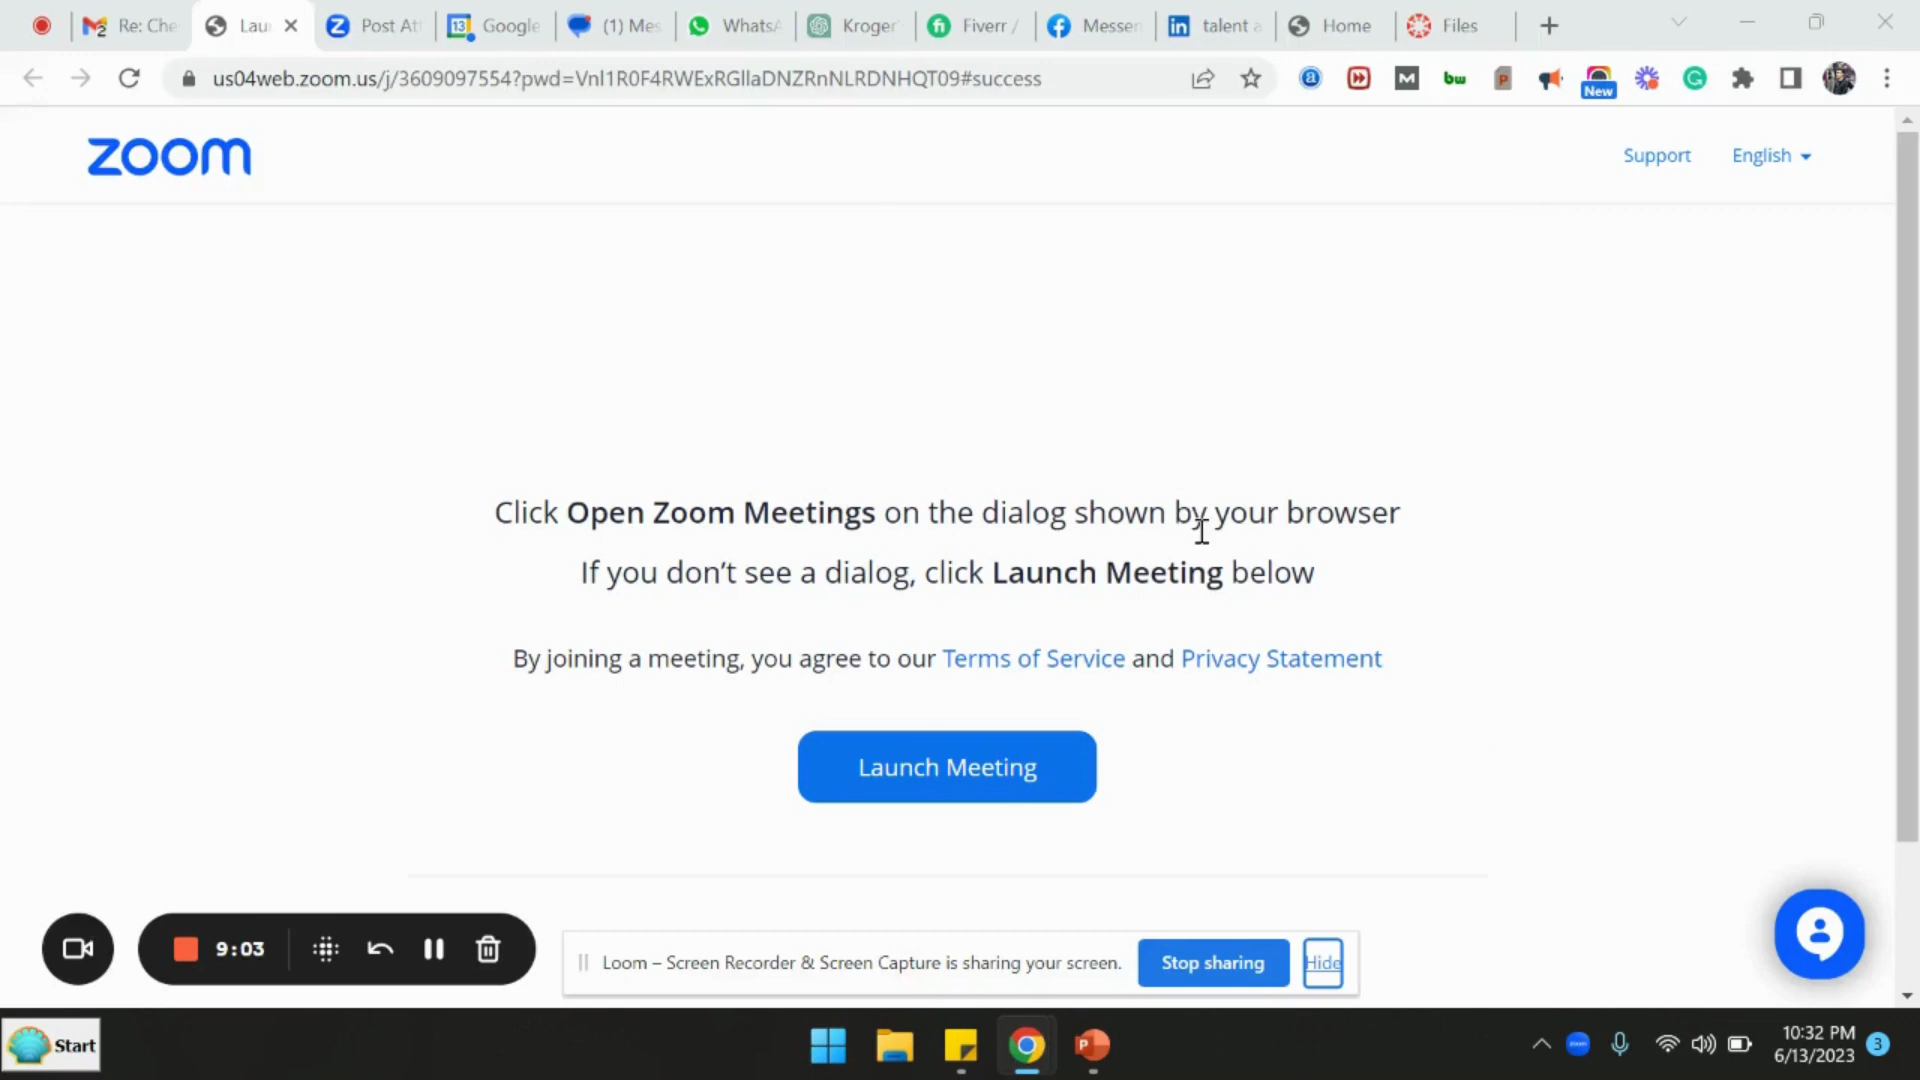 Re: Che
Lau
Post Att
Google
(1) Mes
WhatsA
Kroger'
Fiverr /
Messen
talent a
Home
Files
us04web.zoom.us/j/3609097554?pwd=Vnl1R0F4RWExRGllaDNZRnNLRDNHQT09#success
New
zoom
Support
English
Click Open Zoom Meetings on the dialog shown by your browser
If you don't see a dialog, click Launch Meeting below
By joining a meeting, you agree to our Terms of Service and Privacy Statement
Launch Meeting
9:03
Loom – Screen Recorder & Screen Capture is sharing your screen.
Stop sharing
Hide
Start
10:32 PM
6/13/2023
3